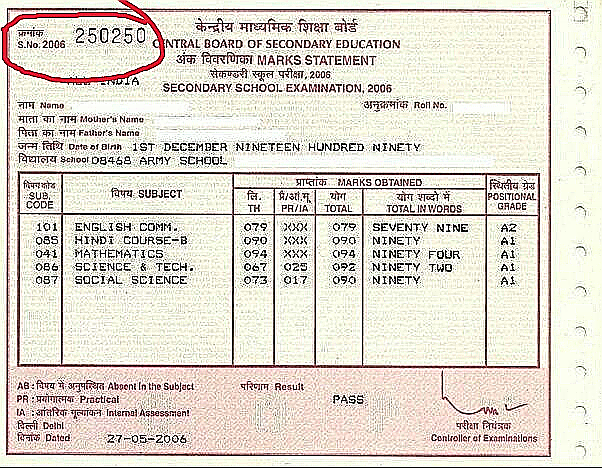 क्रमांक
S.No. 2006 250250
केन्द्रीय माध्यमिक शिक्षा बोर्ड
CENTRAL BOARD OF SECONDARY EDUCATION
अंक विवरणिका MARKS STATEMENT
सेकण्डरी स्कूल परीक्षा, 2006
ALL INDIA
SECONDARY SCHOOL EXAMINATION, 2006
नाम Name अनुक्रमांक Roll No.
माता का नाम Mother's Name
पिता का नाम Father's Name
जन्म तिथि Date of Birth 1ST DECEMBER NINETEEN HUNDRED NINETY
विद्यालय School 08468 ARMY SCHOOL
विषय कोड SUB. CODE विषय SUBJECT प्राप्तांक MARKS OBTAINED स्थितीय ग्रेड POSITIONAL GRADE
लि. TH प्रै/आं.मू. PR/IA योग TOTAL योग शब्दो में TOTAL IN WORDS
101 ENGLISH COMM. 079 XXX 079 SEVENTY NINE A2
085 HINDI COURSE-B 090 XXX 090 NINETY A1
041 MATHEMATICS 094 XXX 094 NINETY FOUR A1
086 SCIENCE & TECH. 067 025 092 NINETY TWO A1
087 SOCIAL SCIENCE 073 017 090 NINETY A1
AB : विषय में अनुपस्थित Absent in the Subject परिणाम Result
PR : प्रयोगात्मक Practical PASS
IA : आंतरिक मूल्यांकन Internal Assessment
दिल्ली Delhi परीक्षा नियंत्रक
दिनांक Dated 27-05-2006 Controller of Examinations